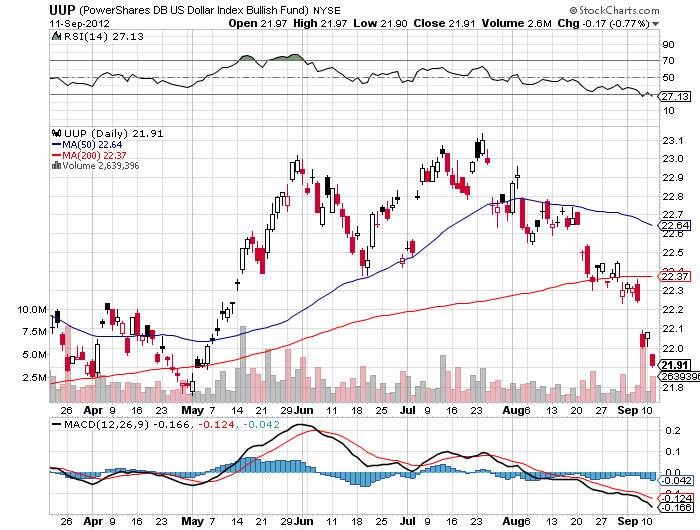 UUP (PowerShares DB US Dollar Index Bullish Fund) NYSE
© StockCharts.com
11-Sep-2012
Open 21.97 High 21.97 Low 21.90 Close 21.91 Volume 2.6M Chg -0.17 (-0.77%)
RSI(14) 27.13
90
70
50
30
27.13
UUP (Daily) 21.91
MA(50) 22.64
MA(200) 22.37
Volume 2,639,396
23.1
23.0
22.9
22.8
22.7
22.64
22.6
22.5
22.4
22.37
22.3
22.2
22.1
22.0
21.91
2639396
21.8
10.0M
7.5M
5.0M
2.5M
26 Apr 9 16 23 May 7 14 21 29 Jun 11 18 25 Jul 9 16 23 Aug 6 13 20 27 Sep 10
MACD(12,26,9) -0.166, -0.124, -0.042
0.2
0.1
0.0
-0.042
-0.124
-0.166
26 Apr 9 16 23 May 7 14 21 29 Jun 11 18 25 Jul 9 16 23 Aug 6 13 20 27 Sep 10